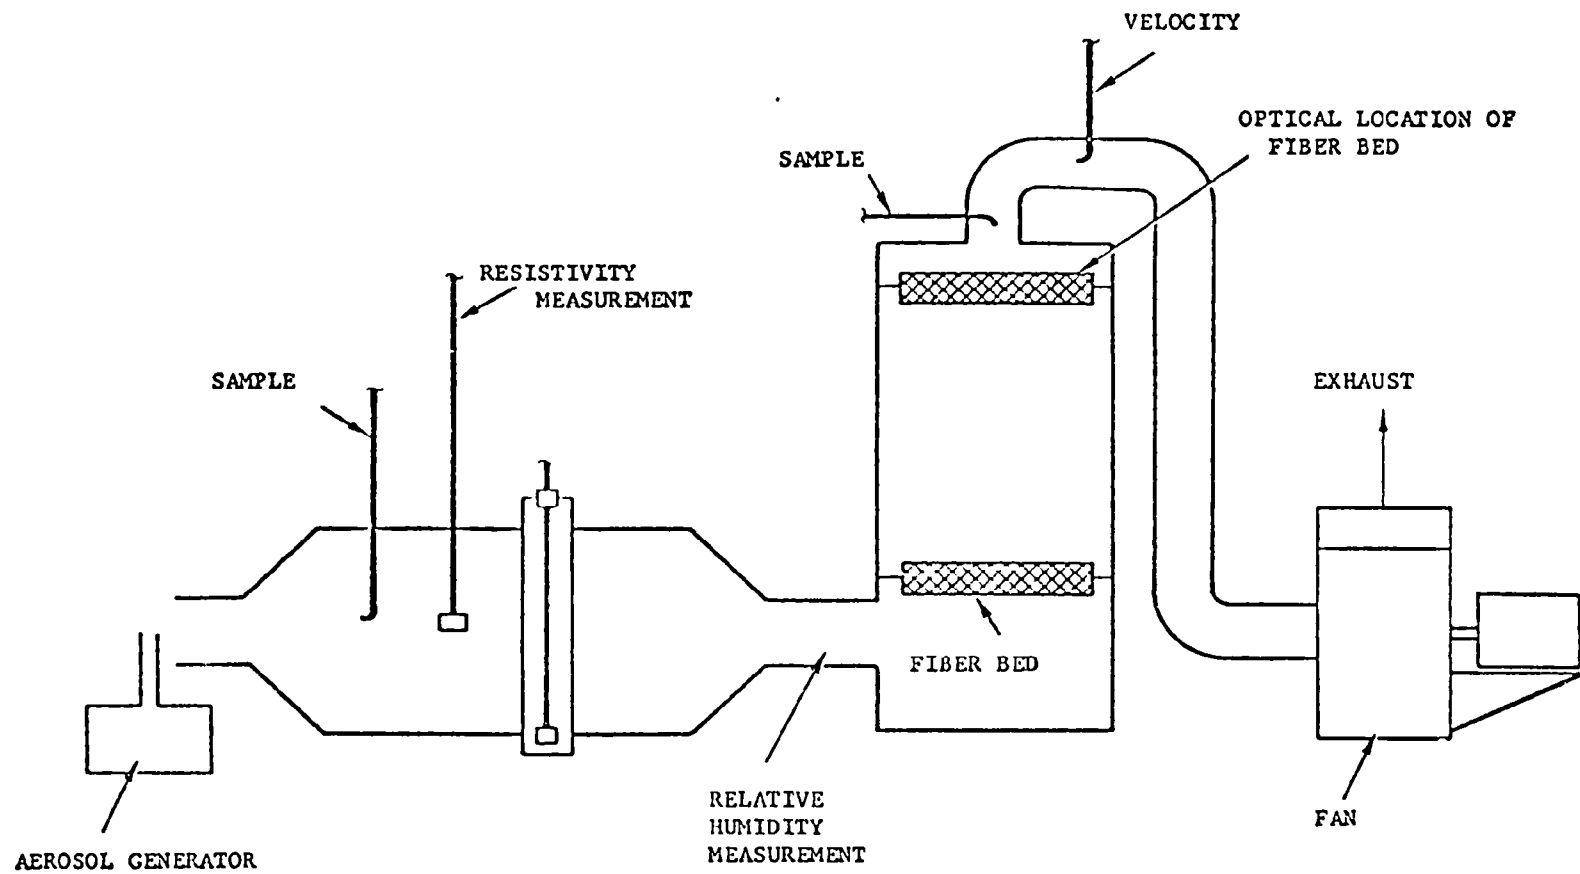 VELOCITY
OPTICAL LOCATION OF
FIBER BED
SAMPLE
RESISTIVITY
MEASUREMENT
SAMPLE
EXHAUST
FIBER BED
RELATIVE
HUMIDITY
MEASUREMENT
FAN
AEROSOL GENERATOR